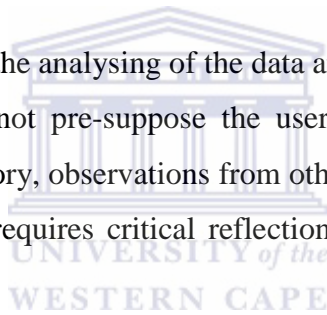 he analysing of the data a
not pre-suppose the user
ory, observations from oth
requires critical reflection
UNIVERSITY of the
WESTERN CAPE